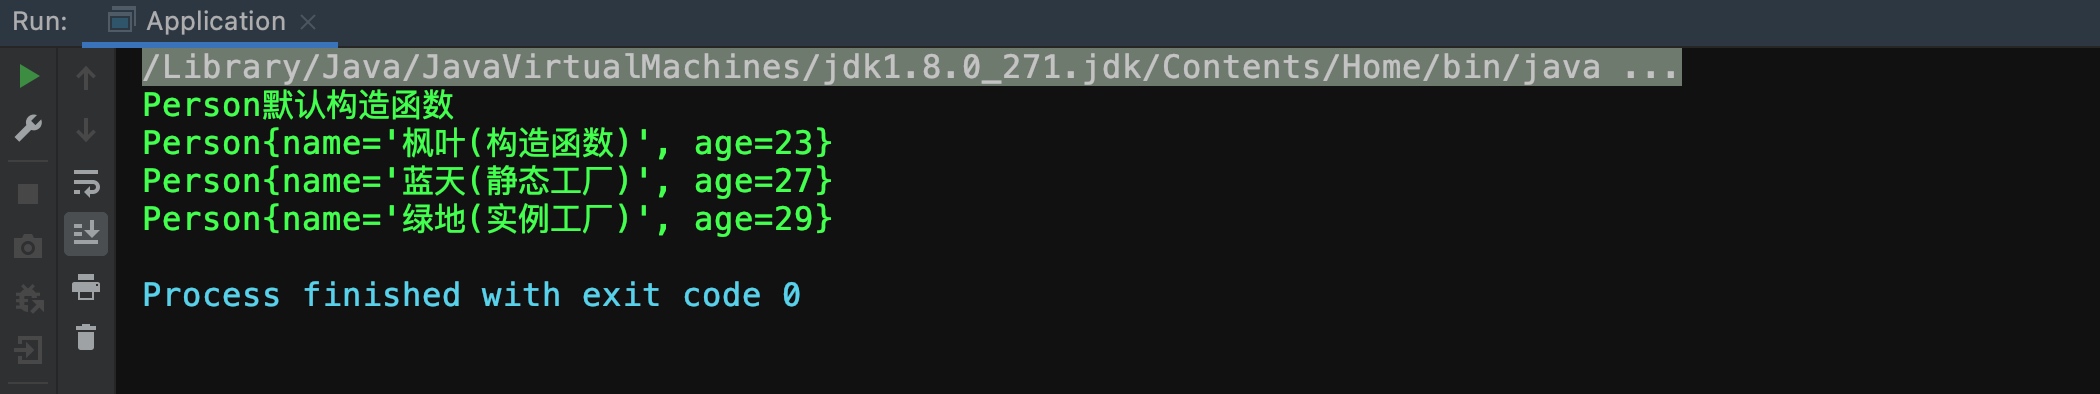 Run: Application
/Library/Java/JavaVirtualMachines/jdk1.8.0_271.jdk/Contents/Home/bin/java ...
Person默认构造函数
Person{name='枫叶(构造函数)', age=23}
Person{name='蓝天(静态工厂)', age=27}
Person{name='绿地(实例工厂)', age=29}
Process finished with exit code 0